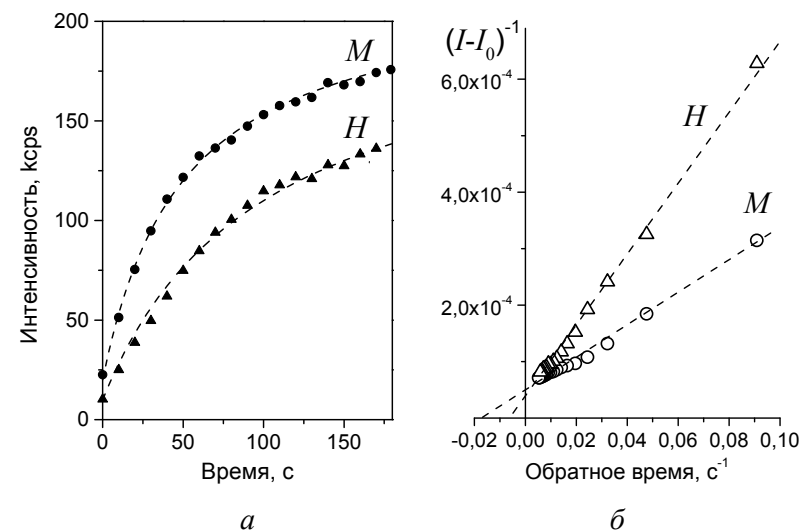 200
150
100
50
0
0 50 100 150
M
H
Интенсивность, kcps
Время, с
а
(I-I₀)⁻¹
6,0x10⁻⁴
4,0x10⁻⁴
2,0x10⁻⁴
-0,02 0,00 0,02 0,04 0,06 0,08 0,10
H
M
Обратное время, с⁻¹
б